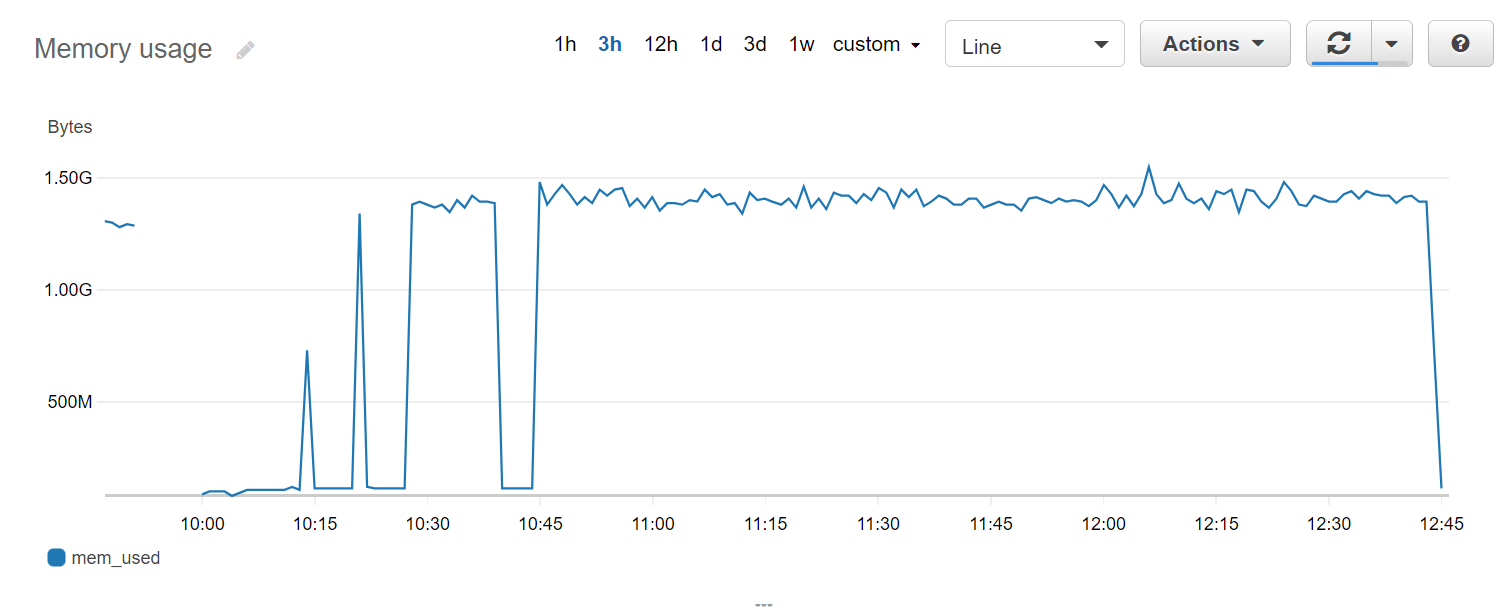 Memory usage 1h 3h 12h 1d 3d 1w custom Line Actions ?
Bytes
1.50G
1.00G
500M
10:00 10:15 10:30 10:45 11:00 11:15 11:30 11:45 12:00 12:15 12:30 12:45
mem_used